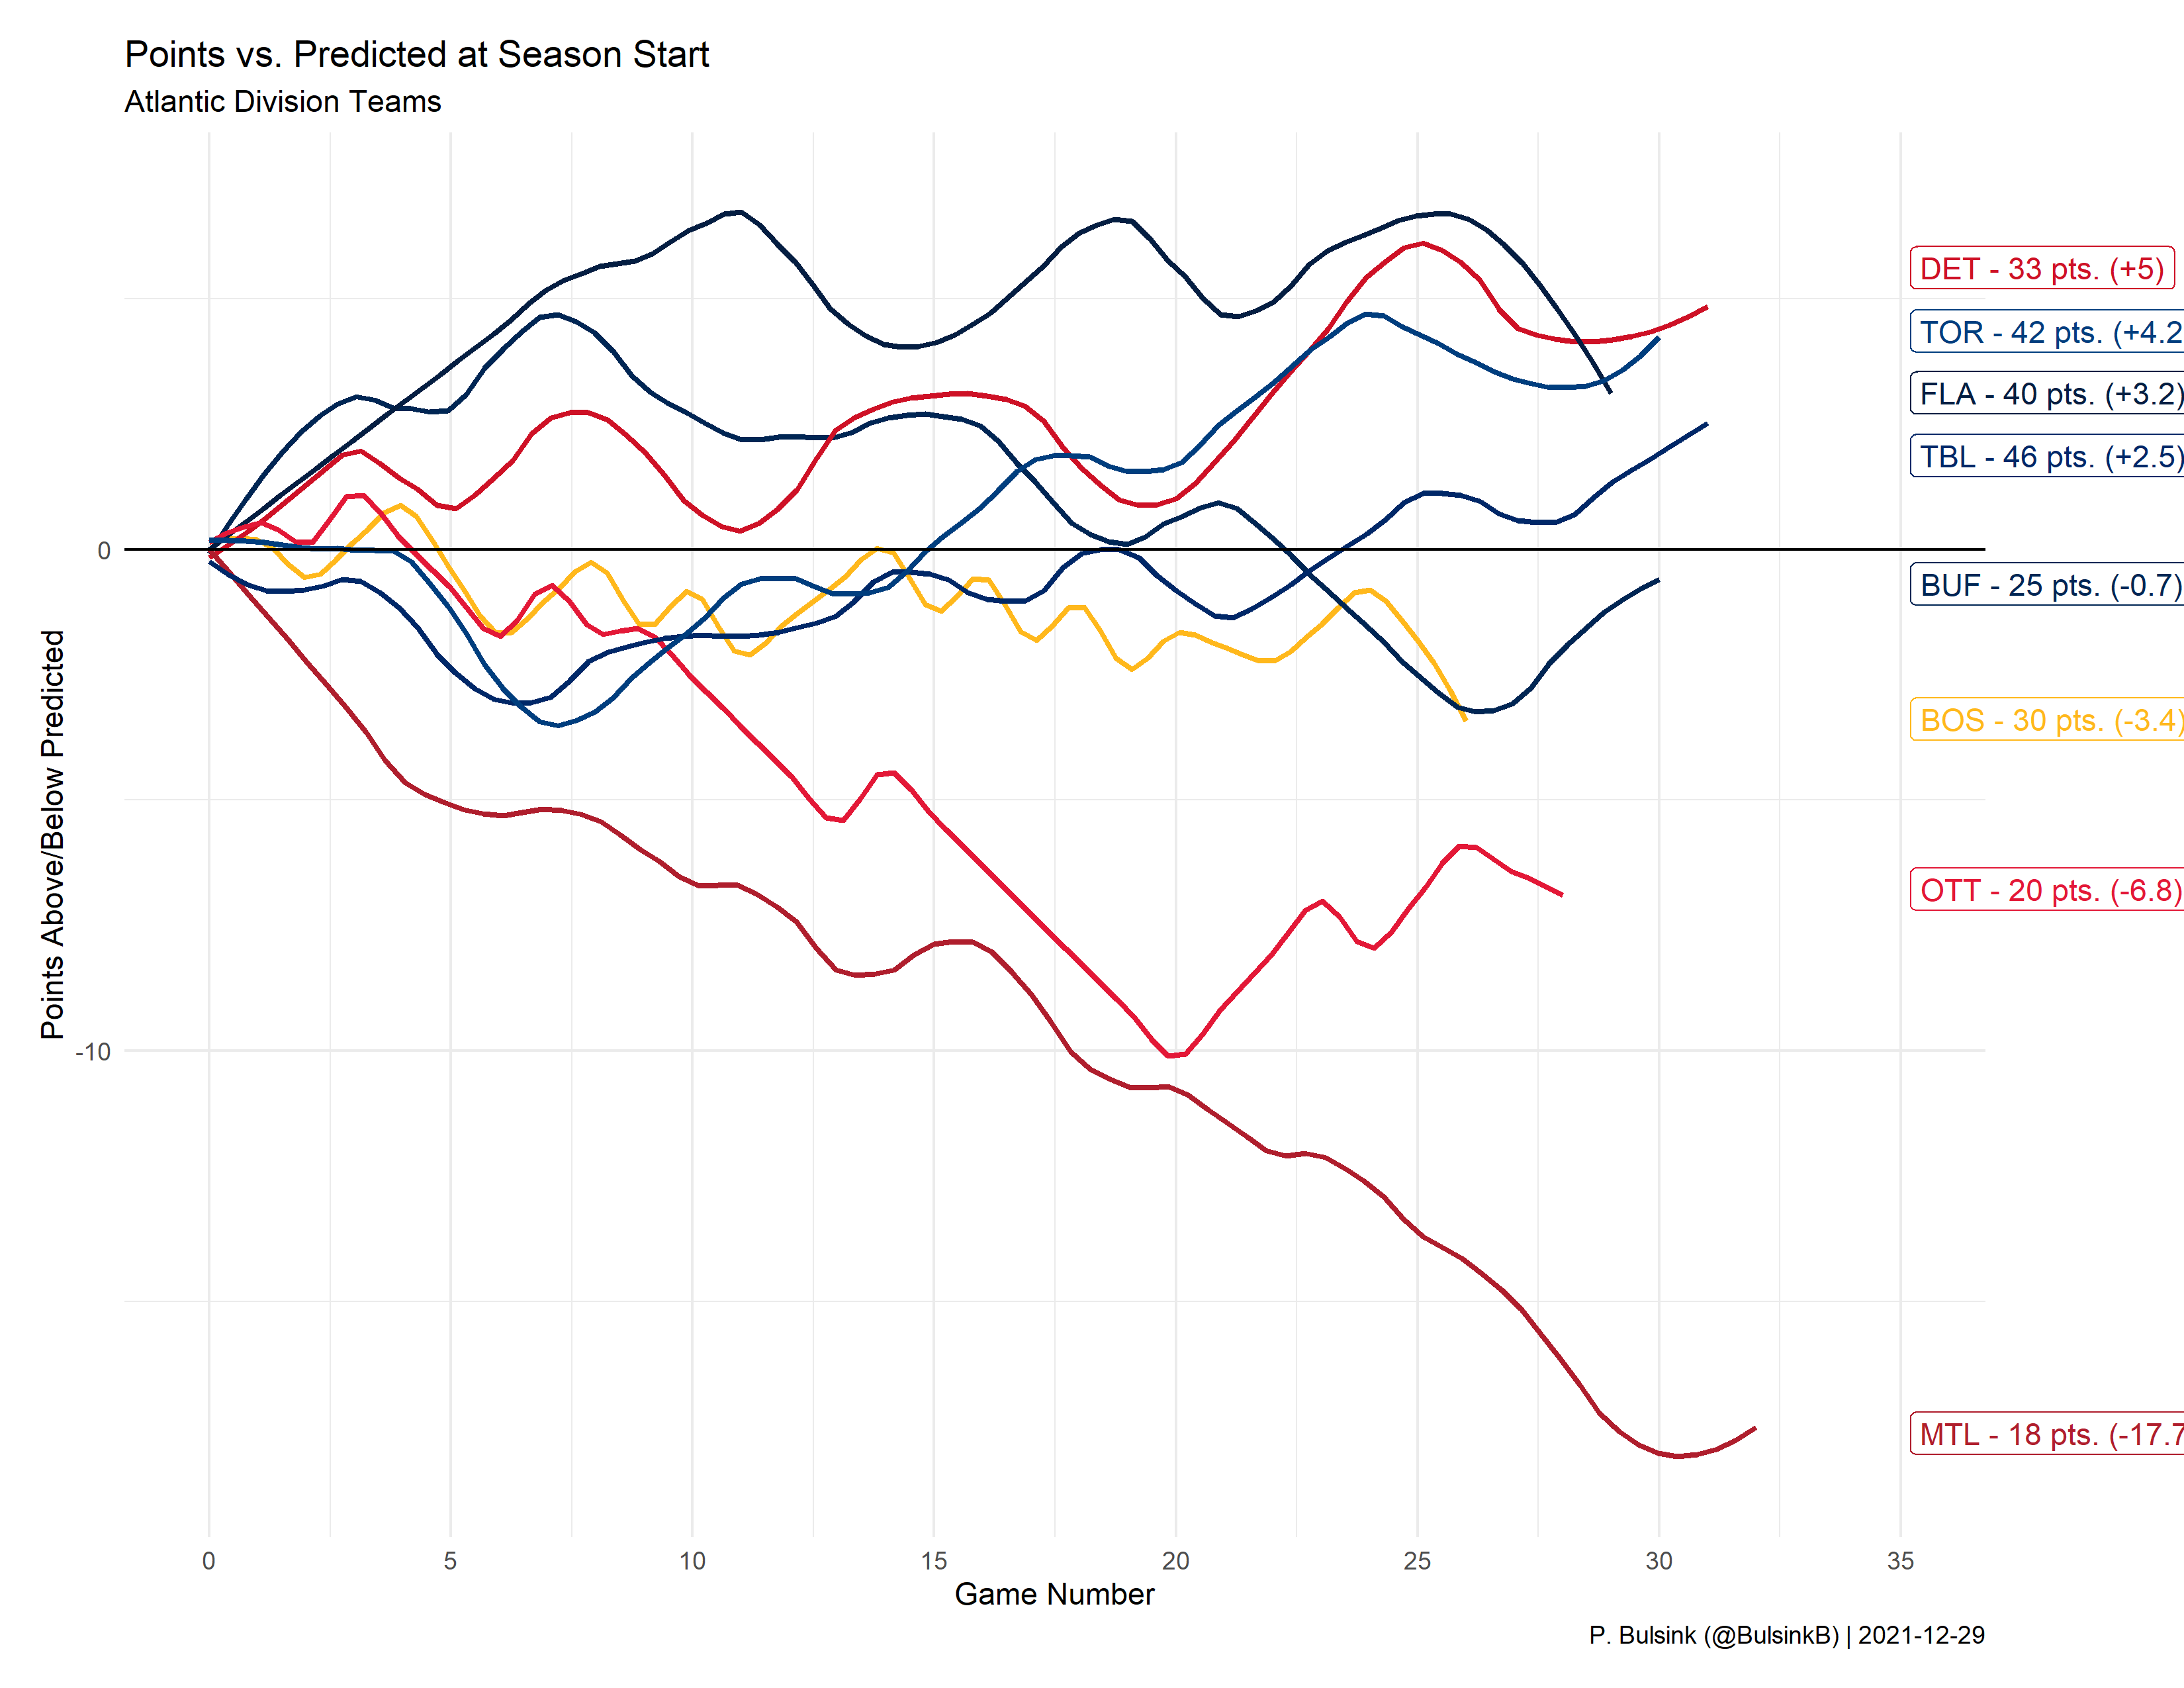 Points vs. Predicted at Season Start
Atlantic Division Teams
DET - 33 pts. (+5)
TOR - 42 pts. (+4.2
FLA - 40 pts. (+3.2)
TBL - 46 pts. (+2.5)
0
BUF - 25 pts. (-0.7)
BOS - 30 pts. (-3.4)
Points Above/Below Predicted
OTT - 20 pts. (-6.8)
-10
MTL - 18 pts. (-17.7
0 5 10 15 20 25 30 35
Game Number
P. Bulsink (@BulsinkB) | 2021-12-29